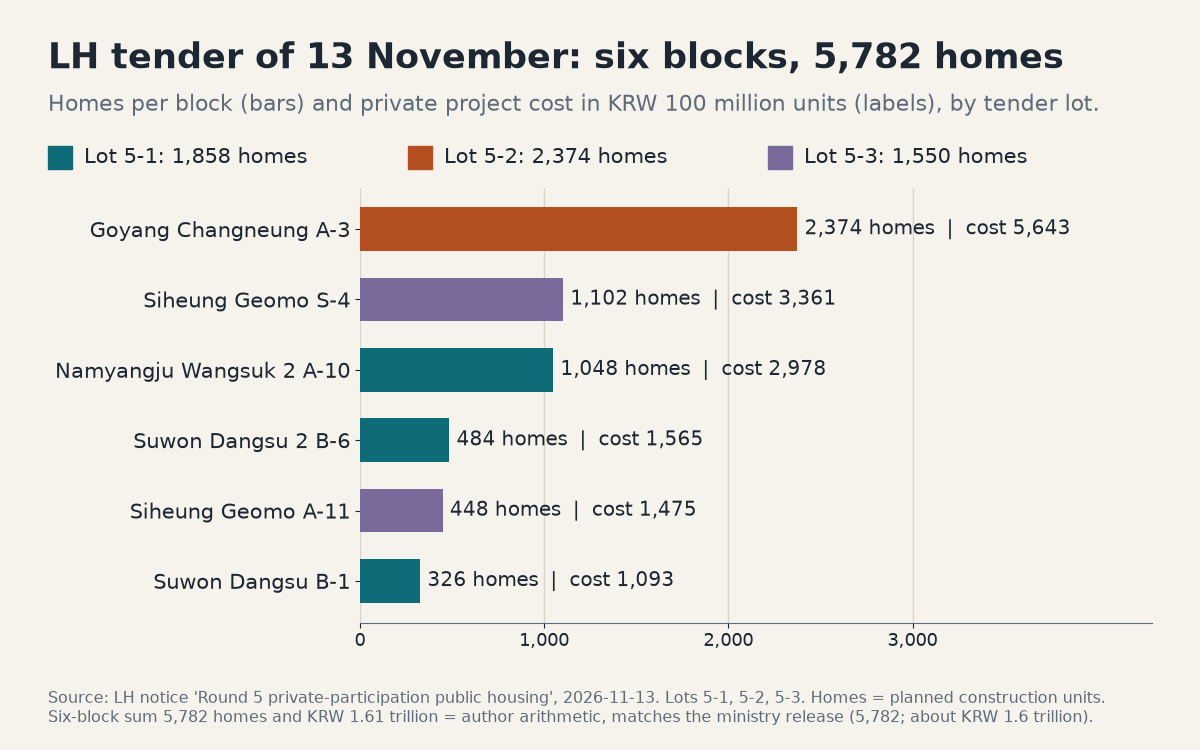 LH tender of 13 November: six blocks, 5,782 homes
Homes per block (bars) and private project cost in KRW 100 million units (labels), by tender lot.
Lot 5-1: 1,858 homes
Lot 5-2: 2,374 homes
Lot 5-3: 1,550 homes
Goyang Changneung A-3
2,374 homes | cost 5,643
Siheung Geomo S-4
1,102 homes | cost 3,361
Namyangju Wangsuk 2 A-10
1,048 homes | cost 2,978
Suwon Dangsu 2 B-6
484 homes | cost 1,565
Siheung Geomo A-11
448 homes | cost 1,475
Suwon Dangsu B-1
326 homes | cost 1,093
0
1,000
2,000
3,000
Source: LH notice 'Round 5 private-participation public housing', 2026-11-13. Lots 5-1, 5-2, 5-3. Homes = planned construction units.
Six-block sum 5,782 homes and KRW 1.61 trillion = author arithmetic, matches the ministry release (5,782; about KRW 1.6 trillion).